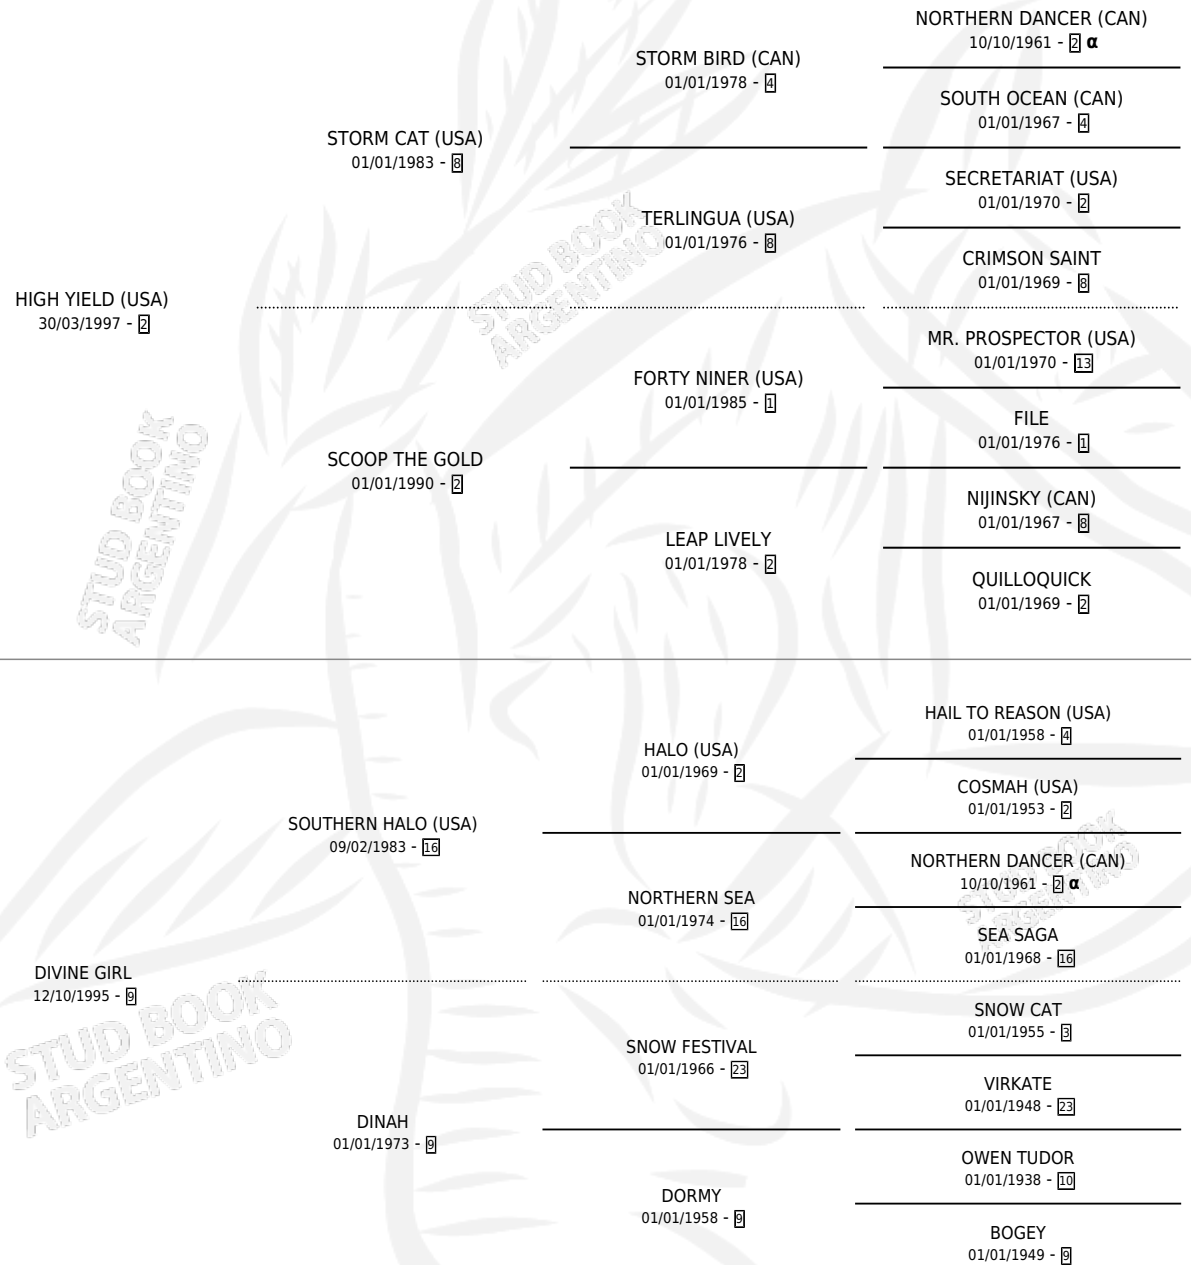 NORTHERN DANCER (CAN)
10/10/1961 - 2 α
STORM BIRD (CAN)
01/01/1978 - 4
SOUTH OCEAN (CAN)
01/01/1967 - 4
STORM CAT (USA)
01/01/1983 - 8
SECRETARIAT (USA)
01/01/1970 - 2
TERLINGUA (USA)
01/01/1976 - 8
CRIMSON SAINT
01/01/1969 - 8
HIGH YIELD (USA)
30/03/1997 - 2
MR. PROSPECTOR (USA)
01/01/1970 - 13
FORTY NINER (USA)
01/01/1985 - 1
FILE
01/01/1976 - 1
SCOOP THE GOLD
01/01/1990 - 2
NIJINSKY (CAN)
01/01/1967 - 8
LEAP LIVELY
01/01/1978 - 2
QUILLOQUICK
01/01/1969 - 2
HAIL TO REASON (USA)
01/01/1958 - 4
HALO (USA)
01/01/1969 - 2
COSMAH (USA)
01/01/1953 - 2
SOUTHERN HALO (USA)
09/02/1983 - 16
NORTHERN DANCER (CAN)
10/10/1961 - 2 α
NORTHERN SEA
01/01/1974 - 16
SEA SAGA
01/01/1968 - 16
DIVINE GIRL
12/10/1995 - 9
SNOW CAT
01/01/1955 - 3
SNOW FESTIVAL
01/01/1966 - 23
VIRKATE
01/01/1948 - 23
DINAH
01/01/1973 - 9
OWEN TUDOR
01/01/1938 - 10
DORMY
01/01/1958 - 9
BOGEY
01/01/1949 - 9
STUD BOOK
ARGENTINO
STUD BOOK
ARGENTINO
STUD BOOK
ARGENTINO
STUD BOOK
ARGENTINO